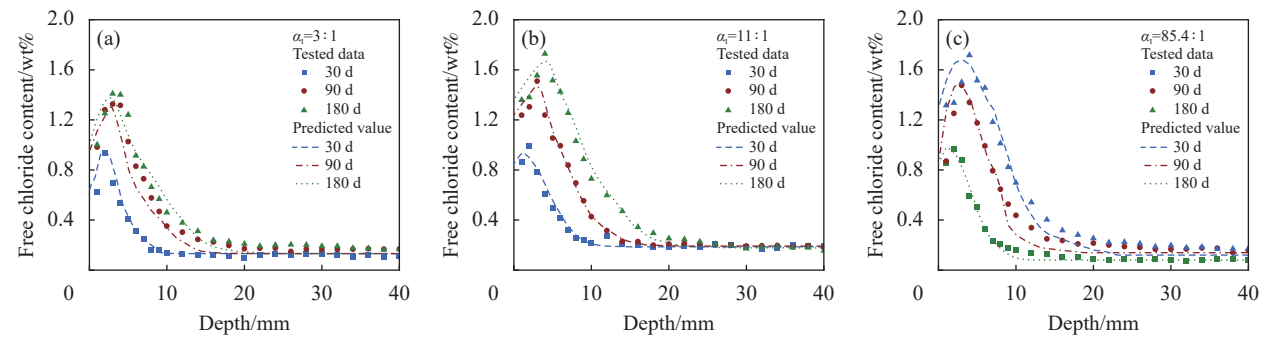 2.0
1.6
1.2
0.8
0.4
0
10
20
30
40
Free chloride content/wt%
Depth/mm
(a)
αt=3∶1
Tested data
30 d
90 d
180 d
Predicted value
30 d
90 d
180 d
2.0
1.6
1.2
0.8
0.4
0
10
20
30
40
Free chloride content/wt%
Depth/mm
(b)
αt=11∶1
Tested data
30 d
90 d
180 d
Predicted value
30 d
90 d
180 d
2.0
1.6
1.2
0.8
0.4
0
10
20
30
40
Free chloride content/wt%
Depth/mm
(c)
αt=85.4∶1
Tested data
30 d
90 d
180 d
Predicted value
30 d
90 d
180 d